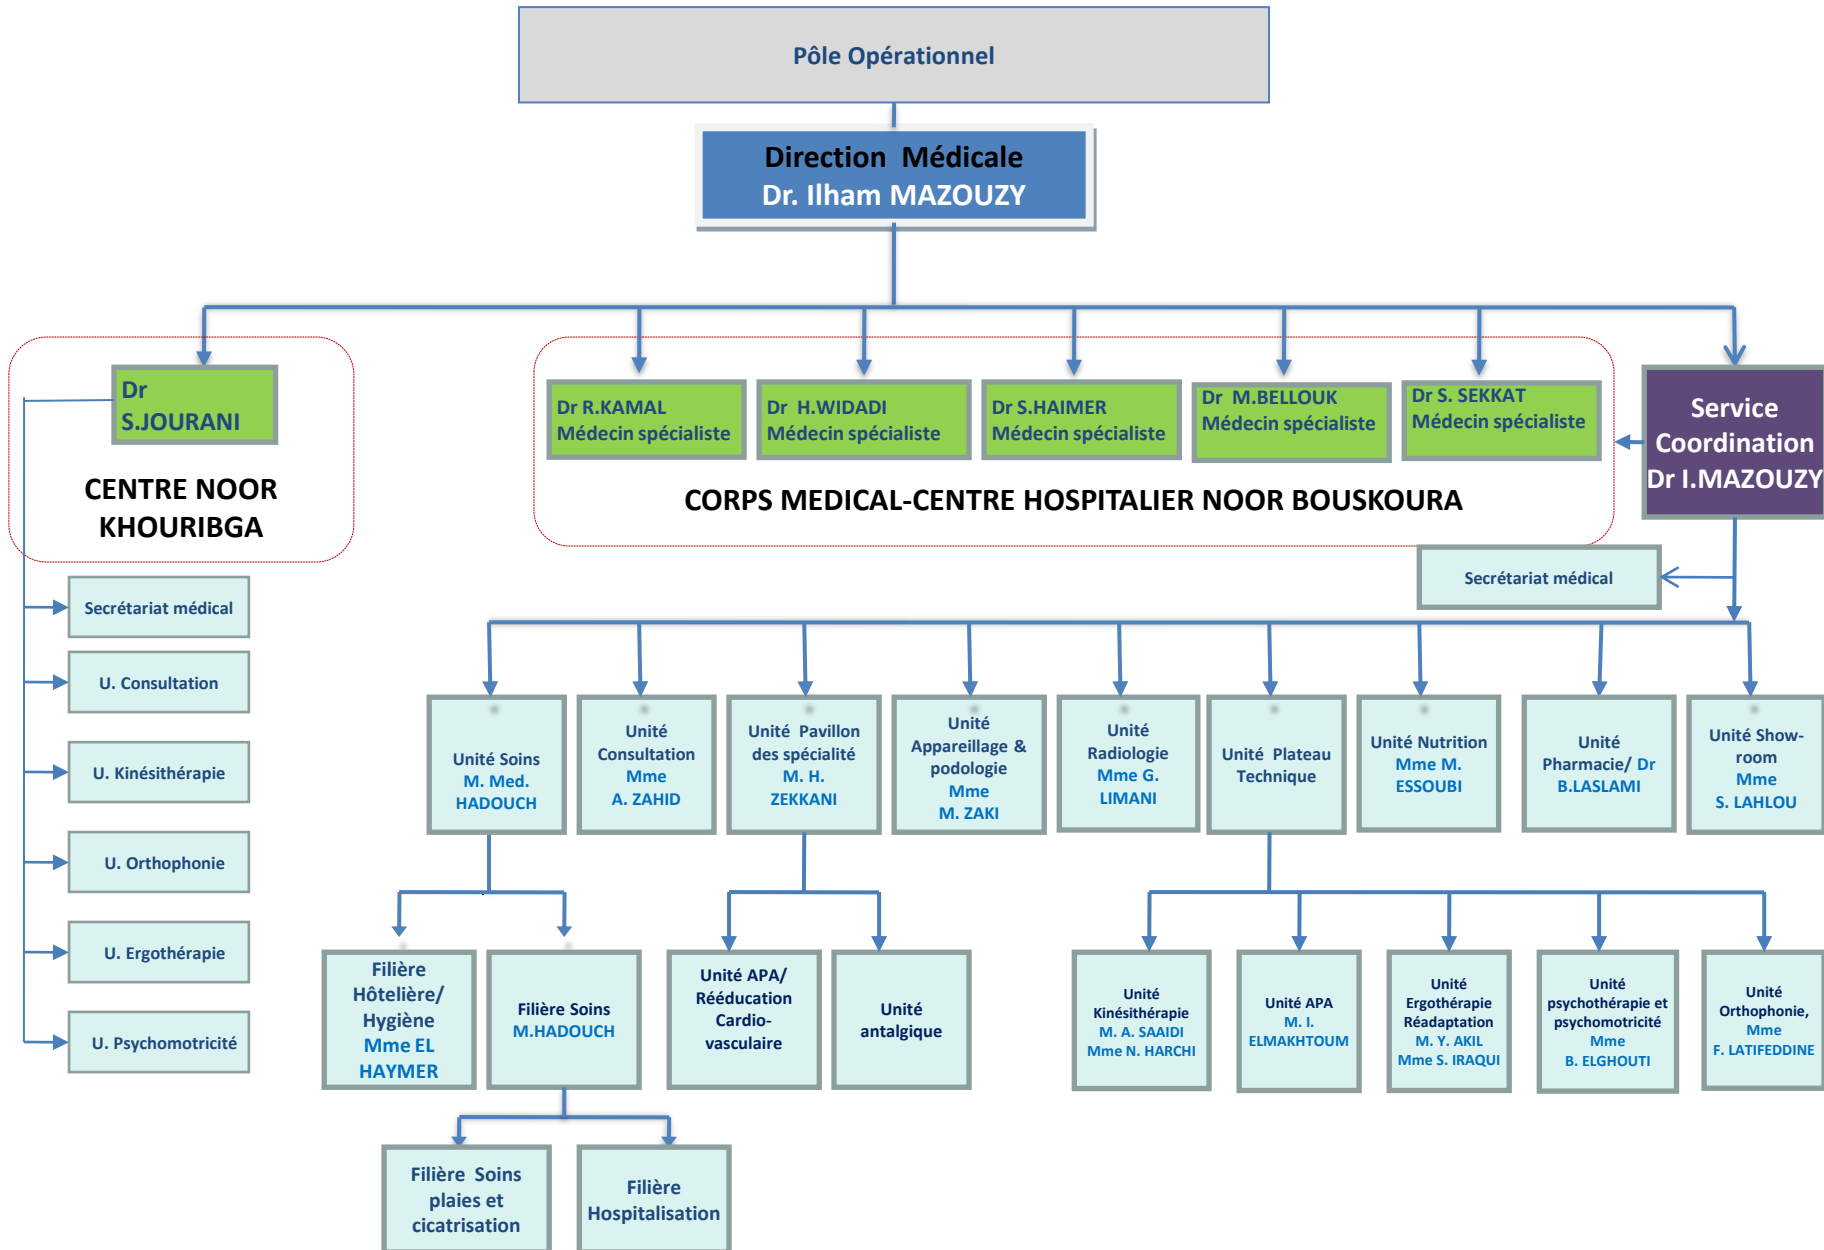 Pôle Opérationnel
Direction Médicale
Dr. Ilham MAZOUZY
Dr
S.JOURANI
CENTRE NOOR
KHOURIBGA
Dr R.KAMAL
Médecin spécialiste
Dr H.WIDADI
Médecin spécialiste
Dr S.HAIMER
Médecin spécialiste
Dr M.BELLOUK
Médecin spécialiste
Dr S. SEKKAT
Médecin spécialiste
CORPS MEDICAL-CENTRE HOSPITALIER NOOR BOUSKOURA
Service
Coordination
Dr I.MAZOUZY
Secrétariat médical
Secrétariat médical
U. Consultation
U. Kinésithérapie
U. Orthophonie
U. Ergothérapie
U. Psychomotricité
Unité Soins
M. Med.
HADOUCH
Unité
Consultation
Mme
A. ZAHID
Unité Pavillon
des spécialité
M. H.
ZEKKANI
Unité
Appareillage &
podologie
Mme
M. ZAKI
Unité
Radiologie
Mme G.
LIMANI
Unité Plateau
Technique
Unité Nutrition
Mme M.
ESSOUBI
Unité
Pharmacie/ Dr
B.LASLAMI
Unité Show-
room
Mme
S. LAHLOU
Filière
Hôtelière/
Hygiène
Mme EL
HAYMER
Filière Soins
M.HADOUCH
Unité APA/
Rééducation
Cardio-
vasculaire
Unité
antalgique
Unité
Kinésithérapie
M. A. SAAIDI
Mme N. HARCHI
Unité APA
M. I.
ELMAKHTOUM
Unité
Ergothérapie
Réadaptation
M. Y. AKIL
Mme S. IRAQUI
Unité
psychothérapie et
psychomotricité
Mme
B. ELGHOUTI
Unité
Orthophonie,
Mme
F. LATIFEDDINE
Filière Soins
plaies et
cicatrisation
Filière
Hospitalisation